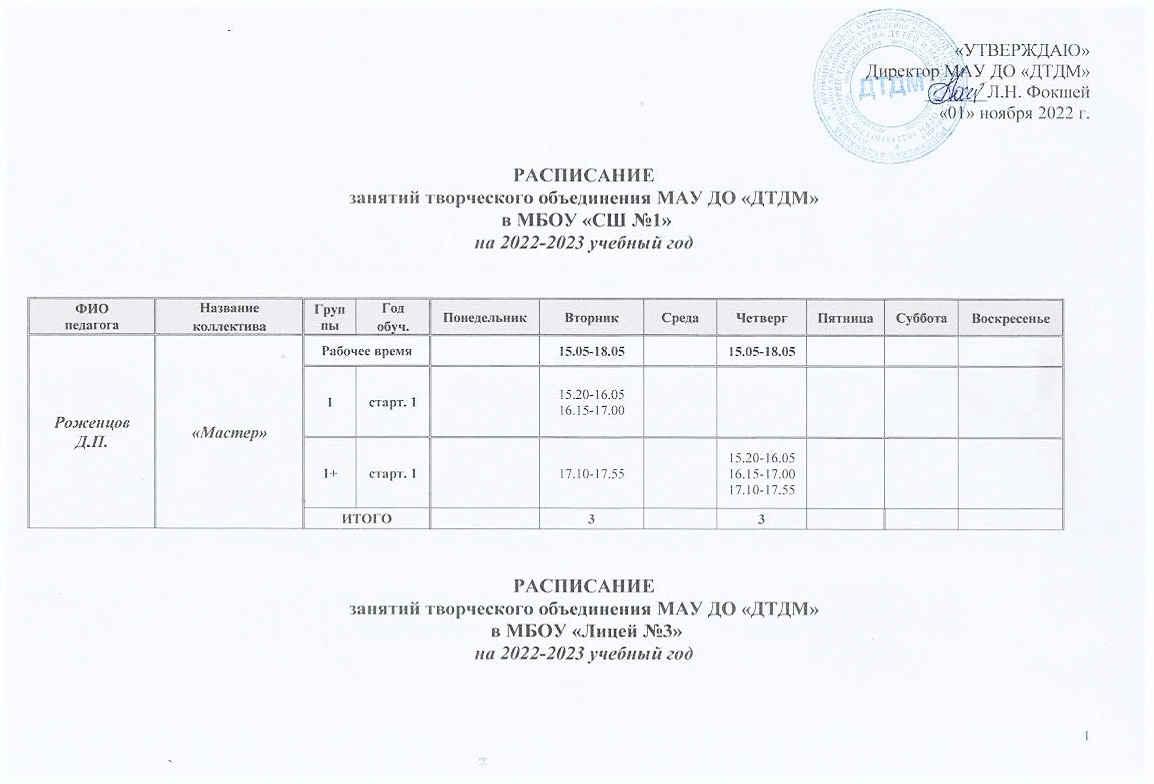 «УТВЕРЖДАЮ»
Директор МАУ ДО «ДТДМ»
Л.Н. Фокшей
«01» ноября 2022 г.
ДТДМ
РАСПИСАНИЕ
занятий творческого объединения МАУ ДО «ДТДМ»
в МБОУ «СШ №1»
на 2022-2023 учебный год
ФИО педагога Название коллектива Груп пы Год обуч. Понедельник Вторник Среда Четверг Пятница Суббота Воскресенье
Роженцов Д.П. «Мастер» Рабочее время 15.05-18.05 15.05-18.05
1 старт. 1 15.20-16.05 16.15-17.00
1+ старт. 1 17.10-17.55 15.20-16.05 16.15-17.00 17.10-17.55
ИТОГО 3 3
РАСПИСАНИЕ
занятий творческого объединения МАУ ДО «ДТДМ»
в МБОУ «Лицей №3»
на 2022-2023 учебный год
1